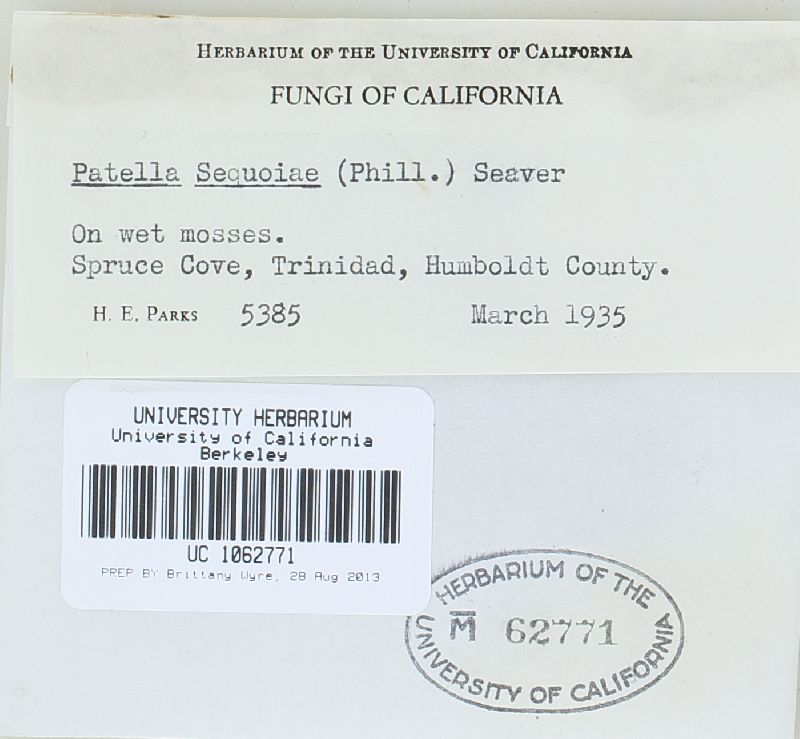 HERBARIUM OF THE UNIVERSITY OF CALIFORNIA
FUNGI OF CALIFORNIA
Patella Sequoiae (Phill.) Seaver
On wet mosses.
Spruce Cove, Trinidad, Humboldt County.
H. E. PARKS 5385 March 1935
UNIVERSITY HERBARIUM
University of California
Berkeley
UC 1062771
PREP BY Brittany Wyre, 28 Aug 2013
HERBARIUM OF THE
M̅ 62771
UNIVERSITY OF CALIFORNIA